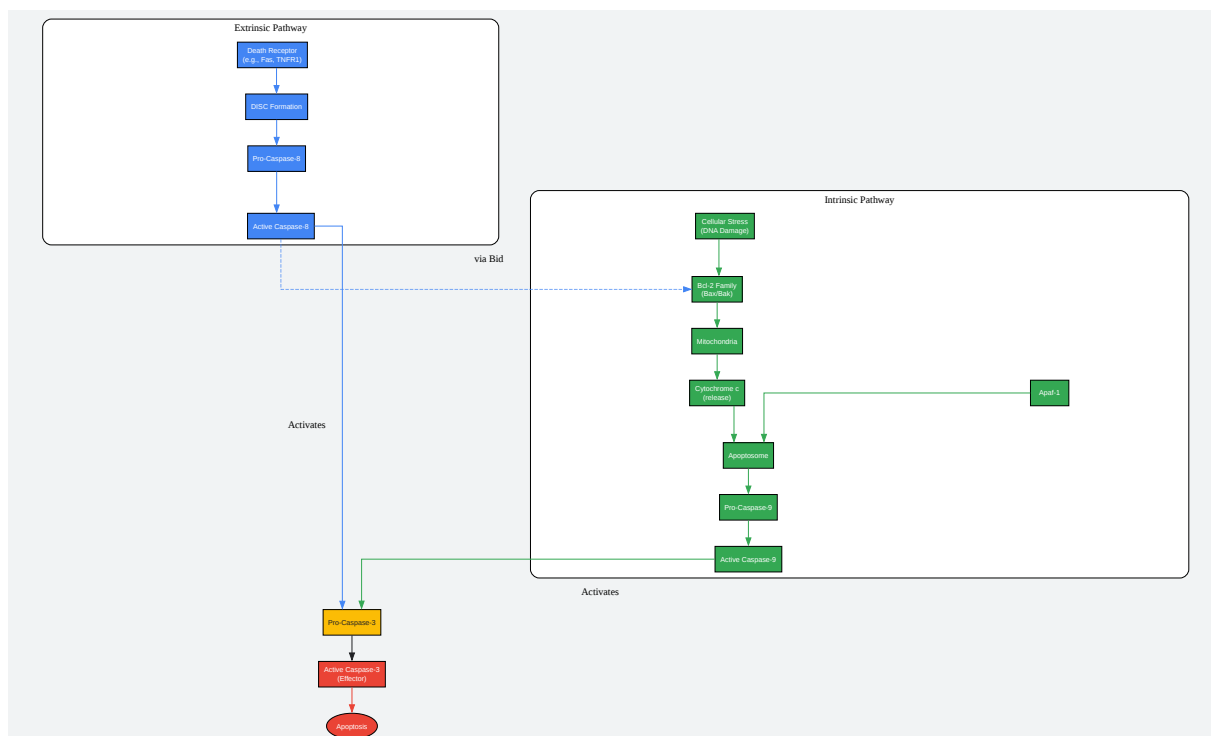 Extrinsic Pathway
Death Receptor
(e.g., Fas, TNFR1)
DISC Formation
Pro-Caspase-8
Active Caspase-8
via Bid
Intrinsic Pathway
Cellular Stress
(DNA Damage)
Bcl-2 Family
(Bax/Bak)
Mitochondria
Cytochrome c
(release)
Apaf-1
Apoptosome
Pro-Caspase-9
Active Caspase-9
Activates
Activates
Pro-Caspase-3
Active Caspase-3
(Effector)
Apoptosis